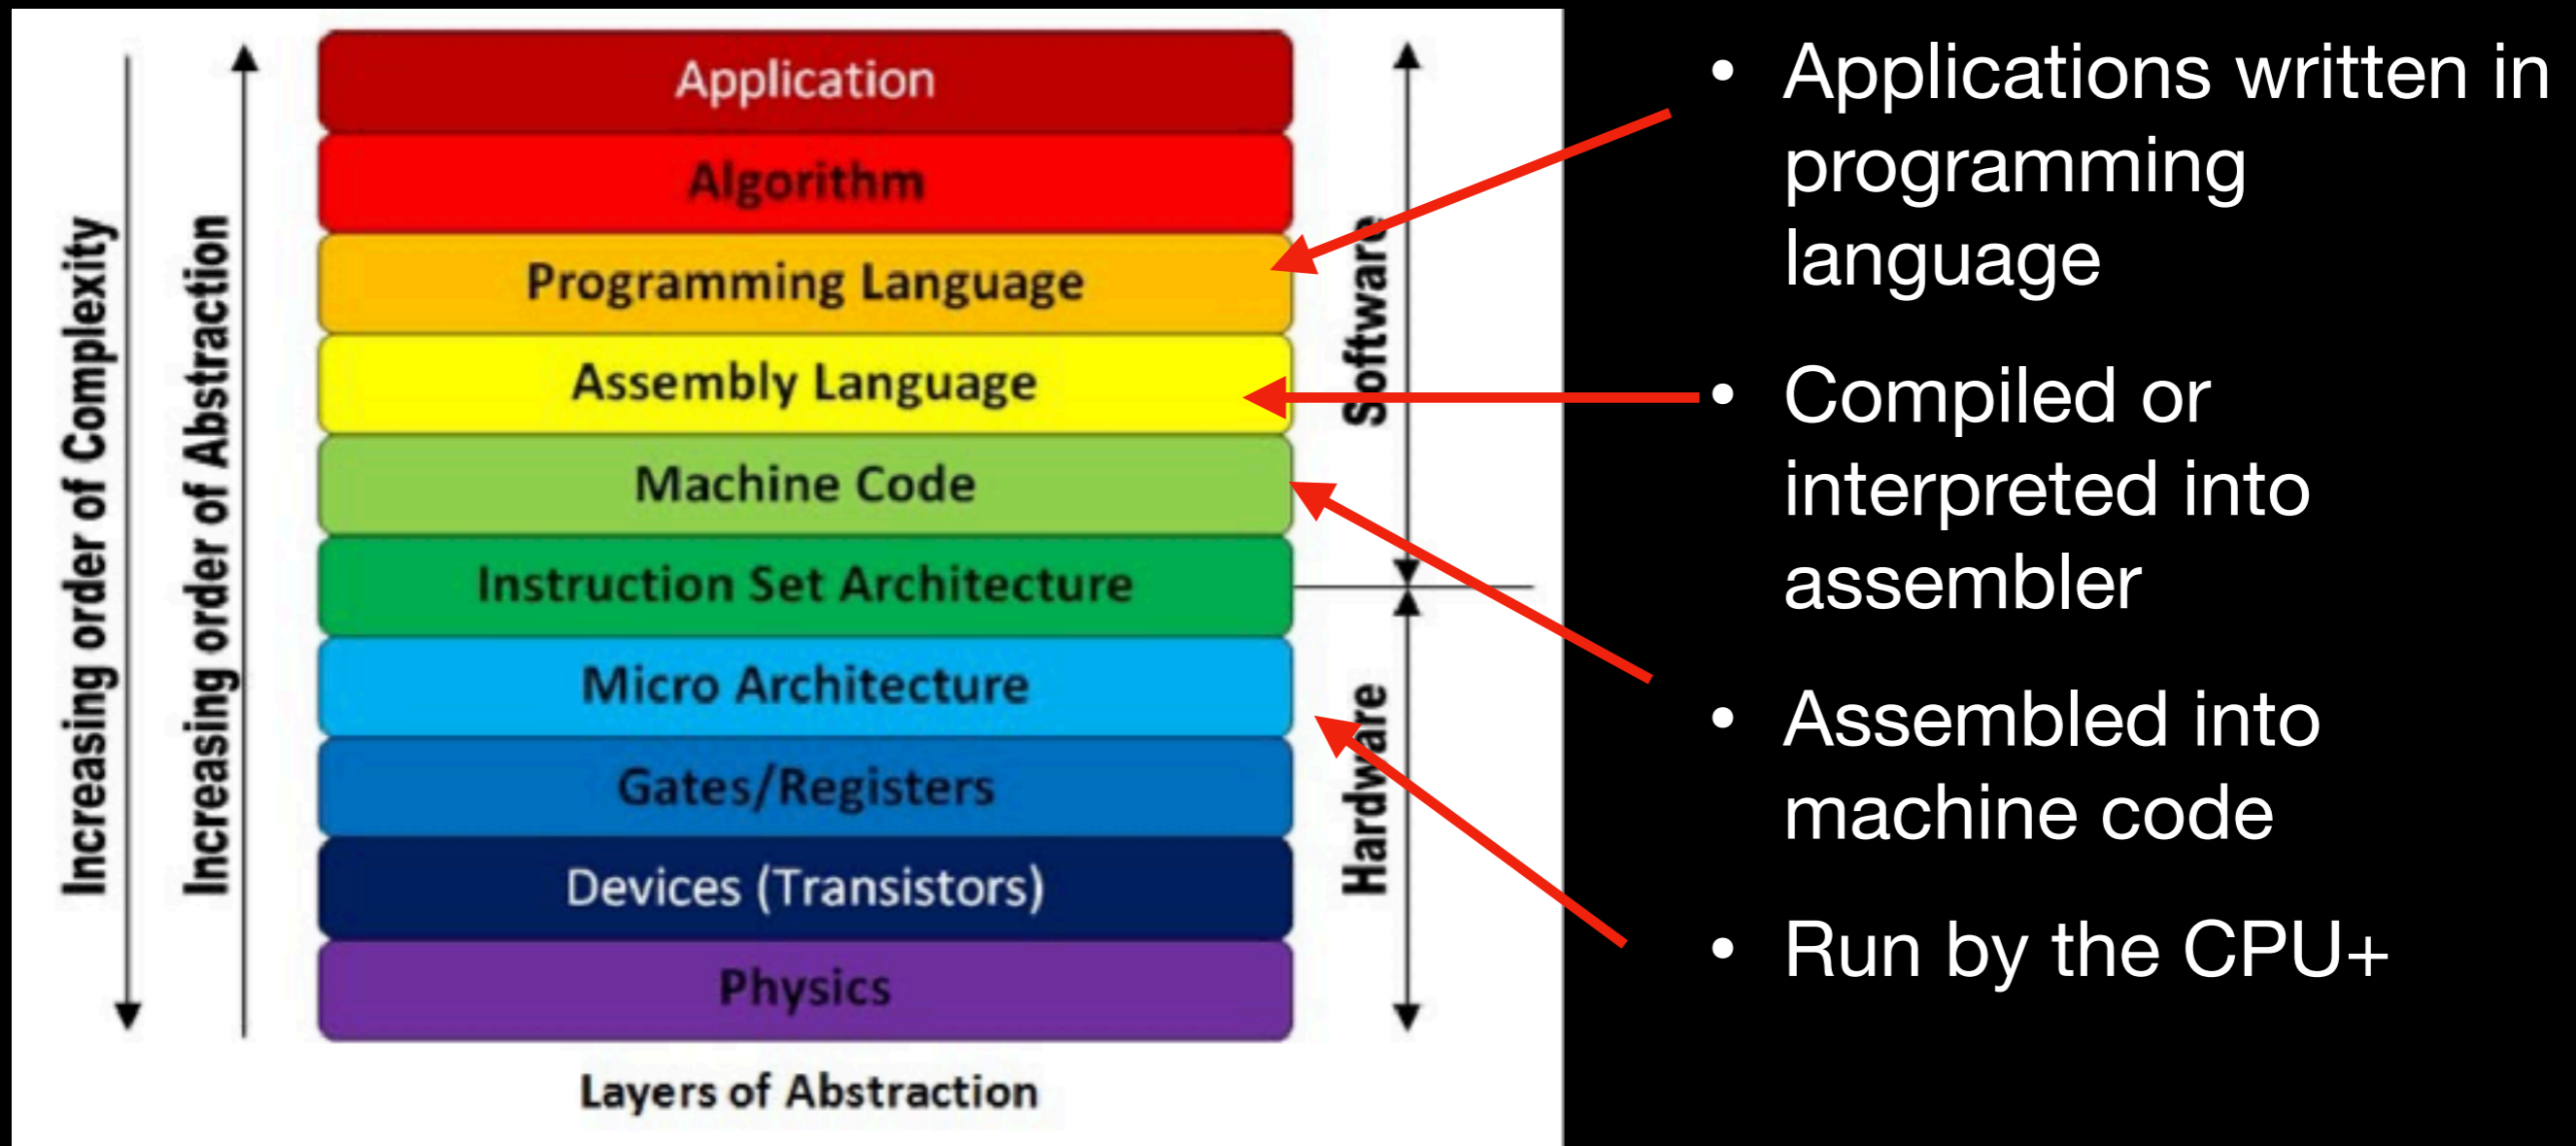 Increasing order of Complexity
Increasing order of Abstraction
Application
Algorithm
Programming Language
Assembly Language
Machine Code
Instruction Set Architecture
Micro Architecture
Gates/Registers
Devices (Transistors)
Physics
Layers of Abstraction
Software
Hardware
• Applications written in
programming
language
• Compiled or
interpreted into
assembler
• Assembled into
machine code
• Run by the CPU+